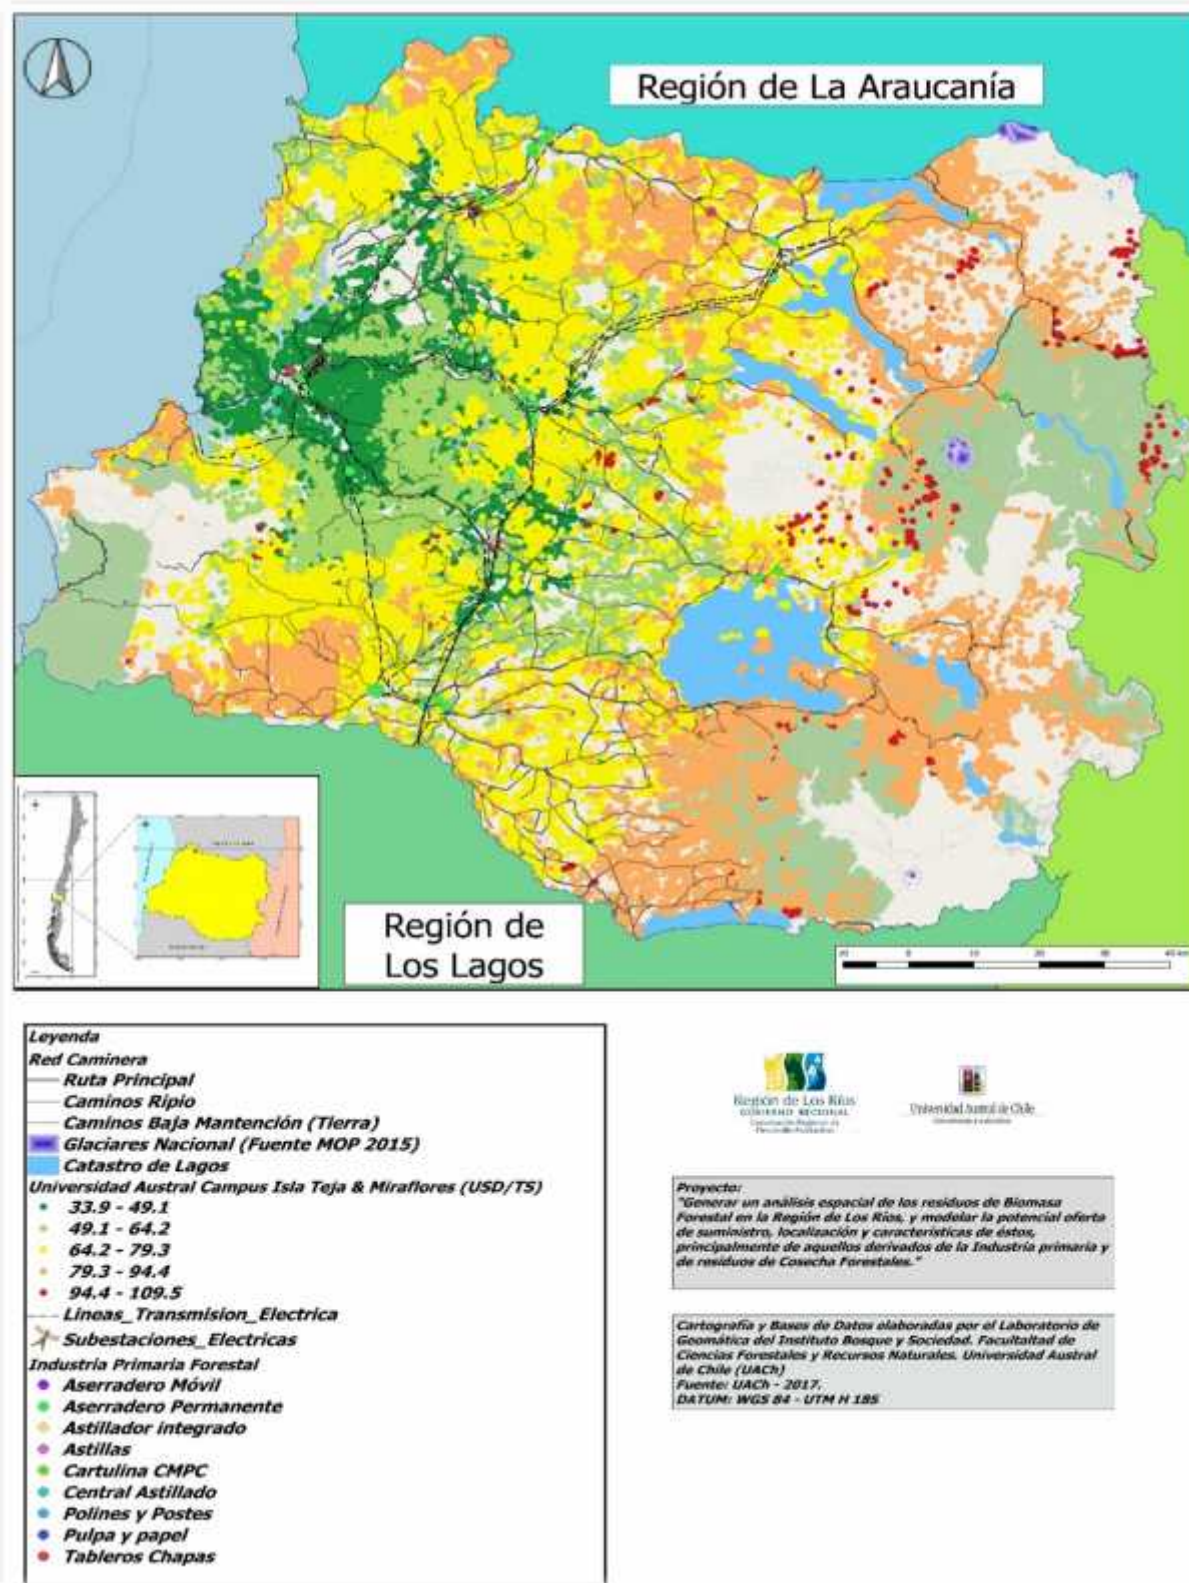 Región de La Araucanía
Región de
Los Lagos
Leyenda
Red Caminera
Ruta Principal
Caminos Ripio
Caminos Baja Mantención (Tierra)
Glaciares Nacional (Fuente MOP 2015)
Catastro de Lagos
Universidad Austral Campus Isla Teja & Miraflores (USD/TS)
33.9 - 49.1
49.1 - 64.2
64.2 - 79.3
79.3 - 94.4
94.4 - 109.5
Lineas_Transmision_Electrica
Subestaciones_Electricas
Industria Primaria Forestal
Aserradero Móvil
Aserradero Permanente
Astillador integrado
Astillas
Cartulina CMPC
Central Astillado
Polines y Postes
Pulpa y papel
Tableros Chapas
Región de Los Ríos
GOBIERNO REGIONAL
Universidad Austral de Chile
Proyecto:
"Generar un análisis espacial de los residuos de Biomasa
Forestal en la Región de Los Ríos, y modelar la potencial oferta
de suministro, localización y características de éstos,
principalmente de aquellos derivados de la Industria primaria y
de residuos de Cosecha Forestales."
Cartografía y Bases de Datos elaboradas por el Laboratorio de
Geomática del Instituto Bosque y Sociedad. Facultaltad de
Ciencias Forestales y Recursos Naturales. Universidad Austral
de Chile (UACh)
Fuente: UACh - 2017.
DATUM: WGS 84 - UTM H 18S